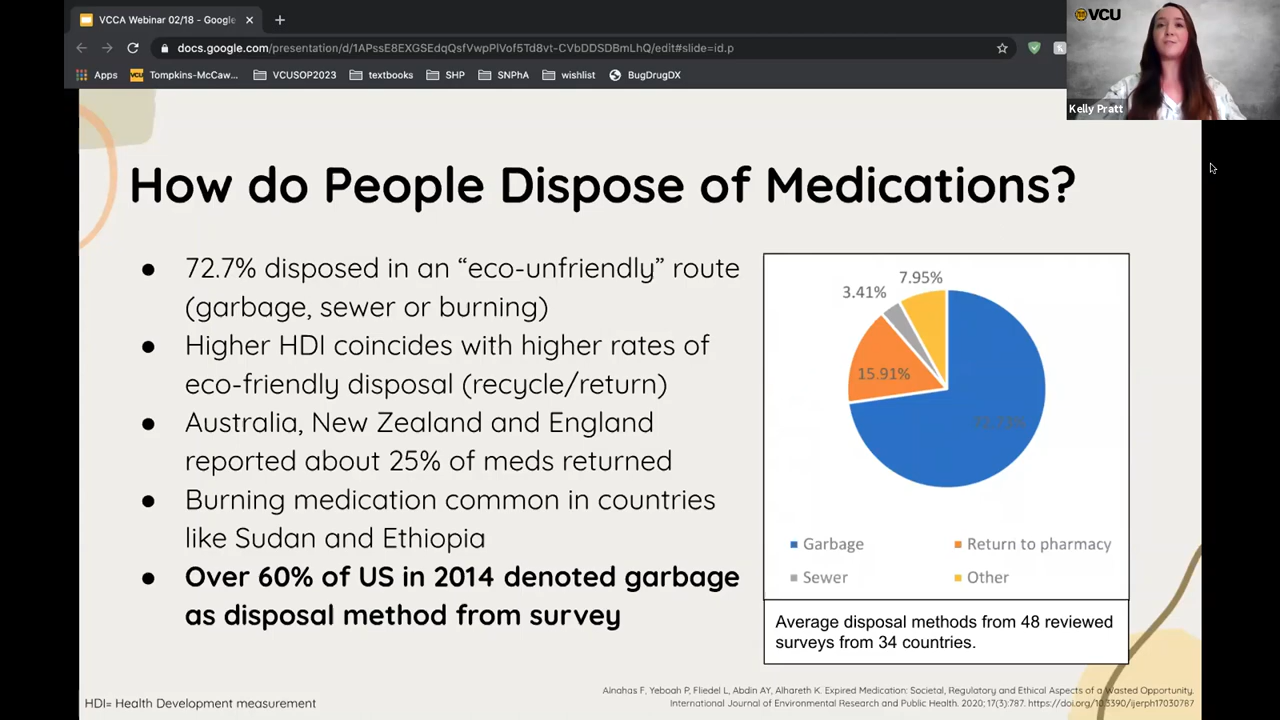 VCCA Webinar 02/18 - Google
docs.google.com/presentation/d/1APssE8EXGSEdqQsfVwpPlVof5Td8vt-CVbDDSDBmLhQ/edit#slide=id.p
Apps
Tompkins-McCaw...
VCUSOP2023
textbooks
SHP
SNPhA
wishlist
BugDrugDX
VCU
Kelly Pratt
How do People Dispose of Medications?
● 72.7% disposed in an “eco-unfriendly” route
(garbage, sewer or burning)
● Higher HDI coincides with higher rates of
eco-friendly disposal (recycle/return)
● Australia, New Zealand and England
reported about 25% of meds returned
● Burning medication common in countries
like Sudan and Ethiopia
● Over 60% of US in 2014 denoted garbage
as disposal method from survey
7.95%
3.41%
15.91%
Garbage
Return to pharmacy
Sewer
Other
Average disposal methods from 48 reviewed
surveys from 34 countries.
Alnahas F, Yeboah P, Fliedel L, Abdin AY, Alhareth K. Expired Medication: Societal, Regulatory and Ethical Aspects of a Wasted Opportunity.
International Journal of Environmental Research and Public Health. 2020; 17(3):787. https://doi.org/10.3390/ijerph17030787
HDI= Health Development measurement